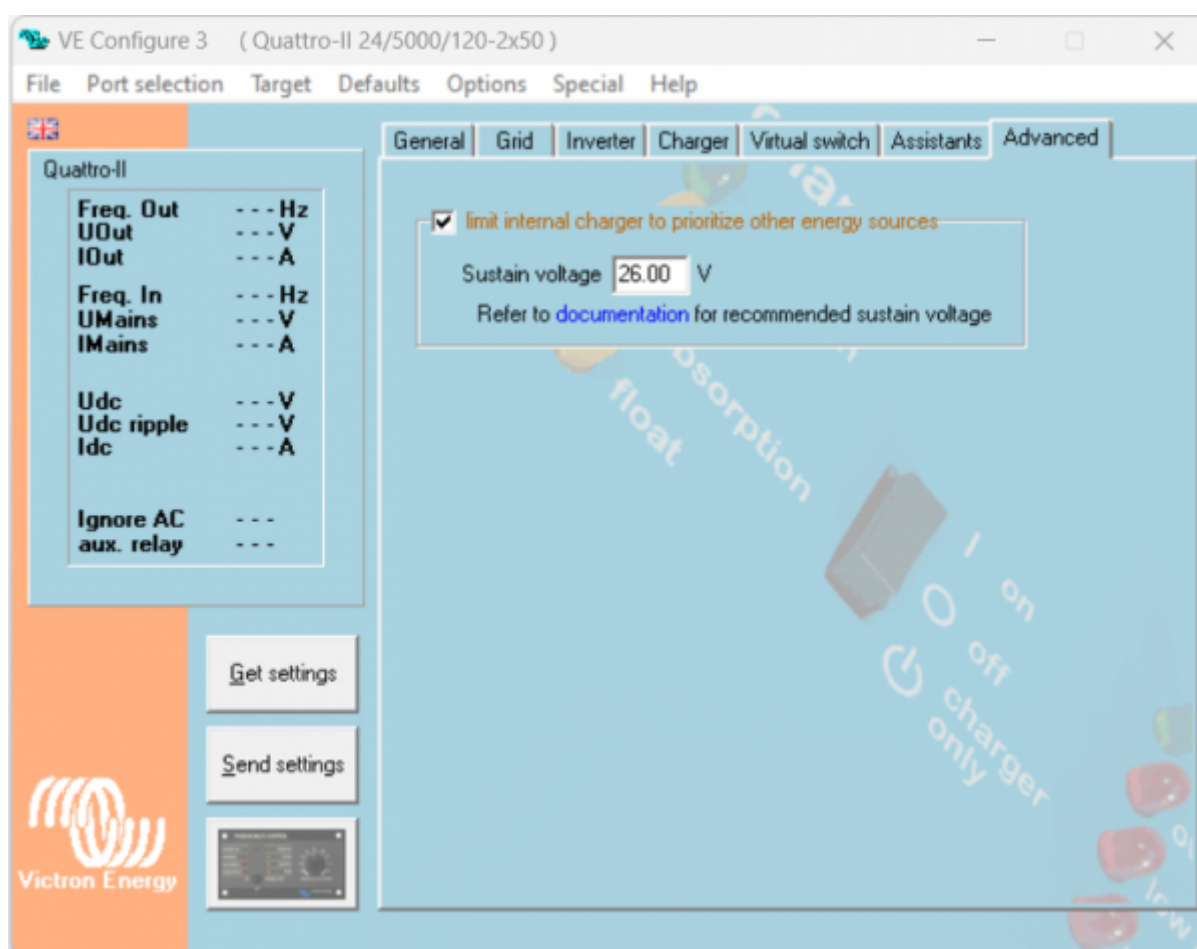 VE Configure 3 ( Quattro-II 24/5000/120-2x50 )
File Port selection Target Defaults Options Special Help
General Grid Inverter Charger Virtual switch Assistants Advanced
Quattro-II
Freq. Out - - - Hz
UOut - - - V
IOut - - - A
Freq. In - - - Hz
UMains - - - V
IMains - - - A
Udc - - - V
Udc ripple - - - V
Idc - - - A
Ignore AC - - -
aux. relay - - -
limit internal charger to prioritize other energy sources
Sustain voltage 26.00 V
Refer to documentation for recommended sustain voltage
float
I on
off
charger
only
low
Get settings
Send settings
Victron Energy